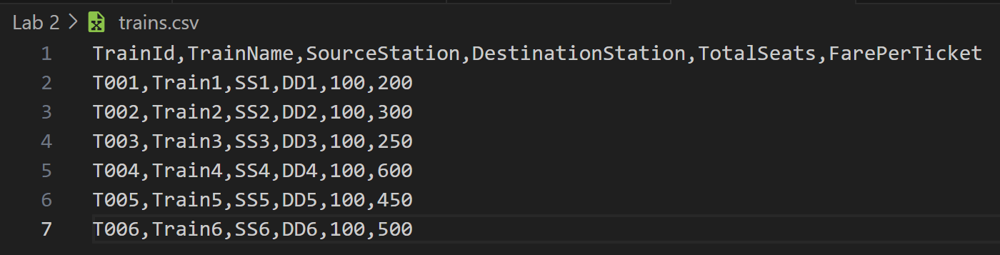 Lab 2 > trains.csv
1 TrainId,TrainName,SourceStation,DestinationStation,TotalSeats,FarePerTicket
2 T001,Train1,SS1,DD1,100,200
3 T002,Train2,SS2,DD2,100,300
4 T003,Train3,SS3,DD3,100,250
5 T004,Train4,SS4,DD4,100,600
6 T005,Train5,SS5,DD5,100,450
7 T006,Train6,SS6,DD6,100,500